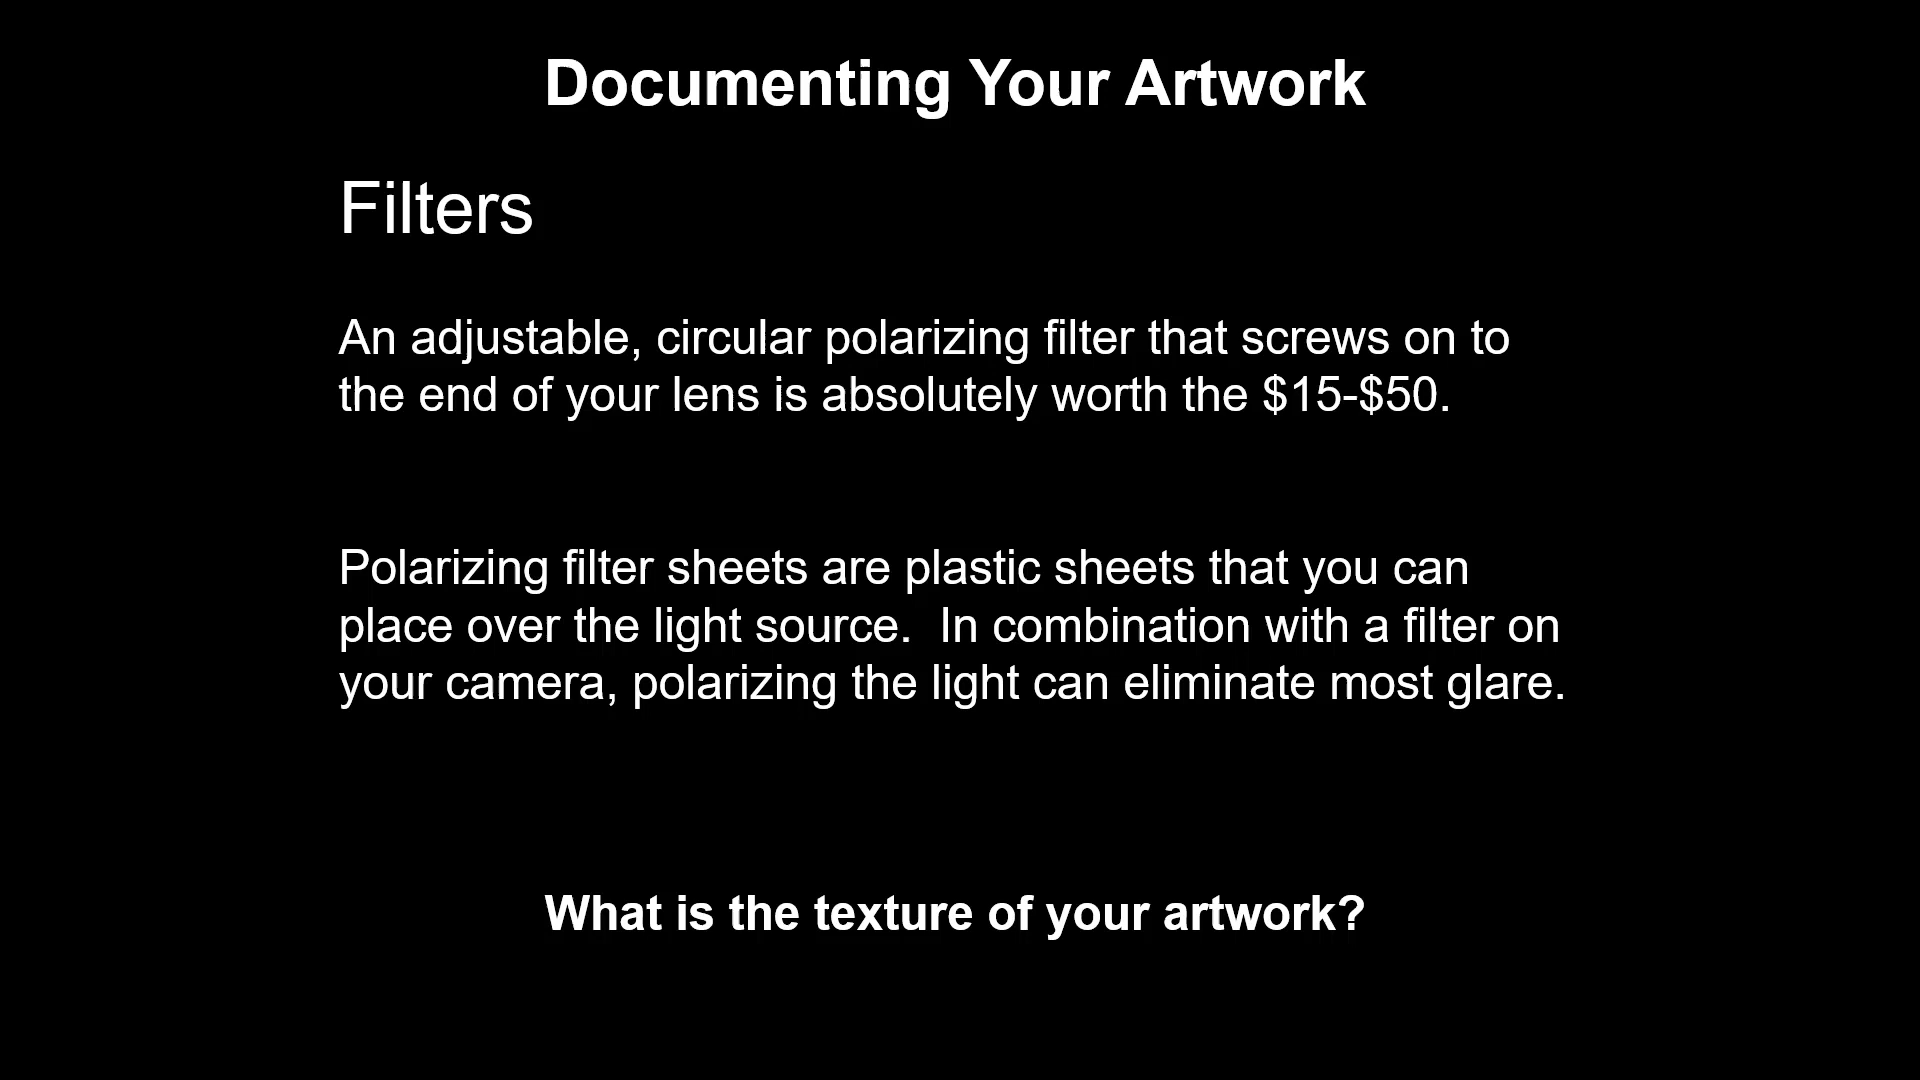 Documenting Your Artwork
Filters
An adjustable, circular polarizing filter that screws on to
the end of your lens is absolutely worth the $15-$50.
Polarizing filter sheets are plastic sheets that you can
place over the light source.  In combination with a filter on
your camera, polarizing the light can eliminate most glare.
What is the texture of your artwork?